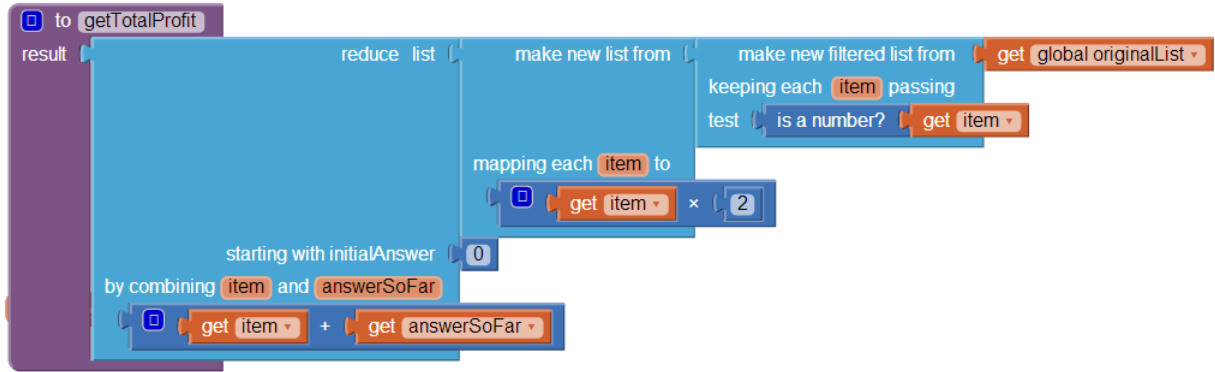 to getTotalProfit
result reduce list make new list from make new filtered list from get global originalList
keeping each item passing
test is a number? get item
mapping each item to
get item × 2
starting with initialAnswer 0
by combining item and answerSoFar
get item + get answerSoFar